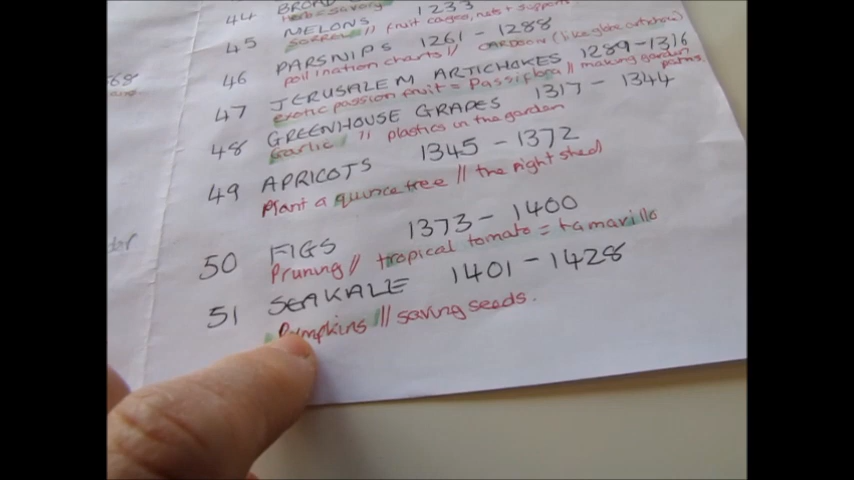 44 BROAD 1233
Herb = savory
45 MELONS
Sorrow // fruit cages, nets + supports
46 PARSNIPS 1261 - 1288
pollination charts // CARDOON (like globe artichoke)
47 JERUSALEM ARTICHOKES 1289-1316
exotic passion fruit = Passiflora // making garden paths
48 GREENHOUSE GRAPES 1317 - 1344
Garlic // plastics in the garden
49 APRICOTS 1345 - 1372
Plant a quince tree // the right shed
50 FIGS 1373 - 1400
Pruning // tropical tomato = tamarillo
51 SEAKALE 1401 - 1428
Pumpkins // saving seeds.